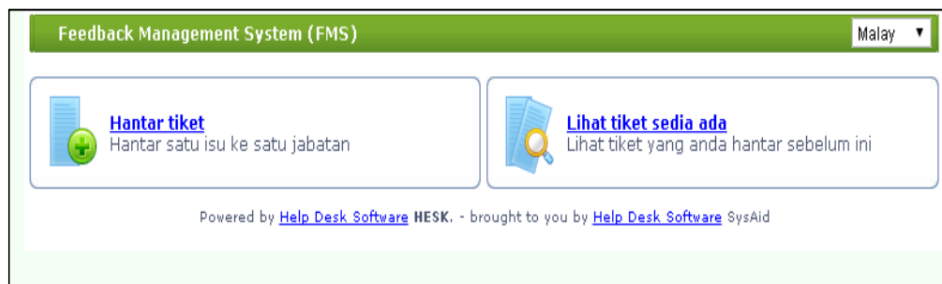 Feedback Management System (FMS)
Malay
Hantar tiket
Hantar satu isu ke satu jabatan
Lihat tiket sedia ada
Lihat tiket yang anda hantar sebelum ini
Powered by Help Desk Software HESK. - brought to you by Help Desk Software SysAid